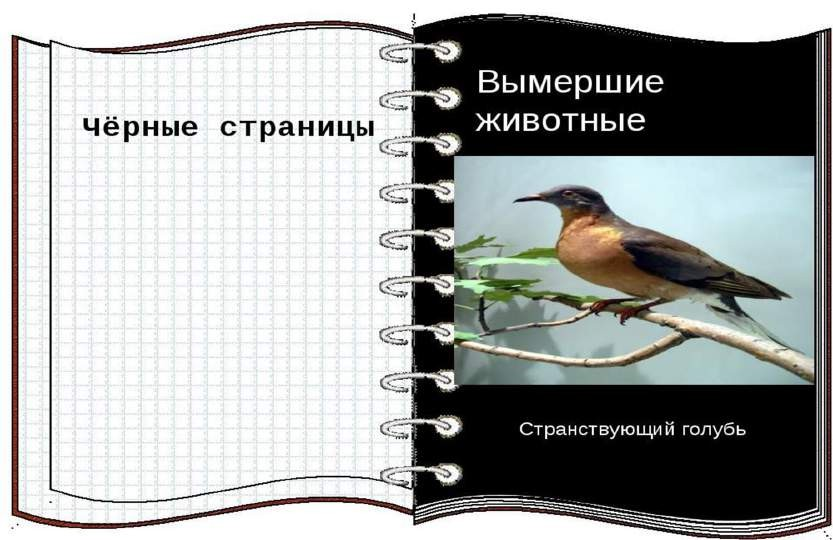 Чёрные страницы
Вымершие
животные
Странствующий голубь